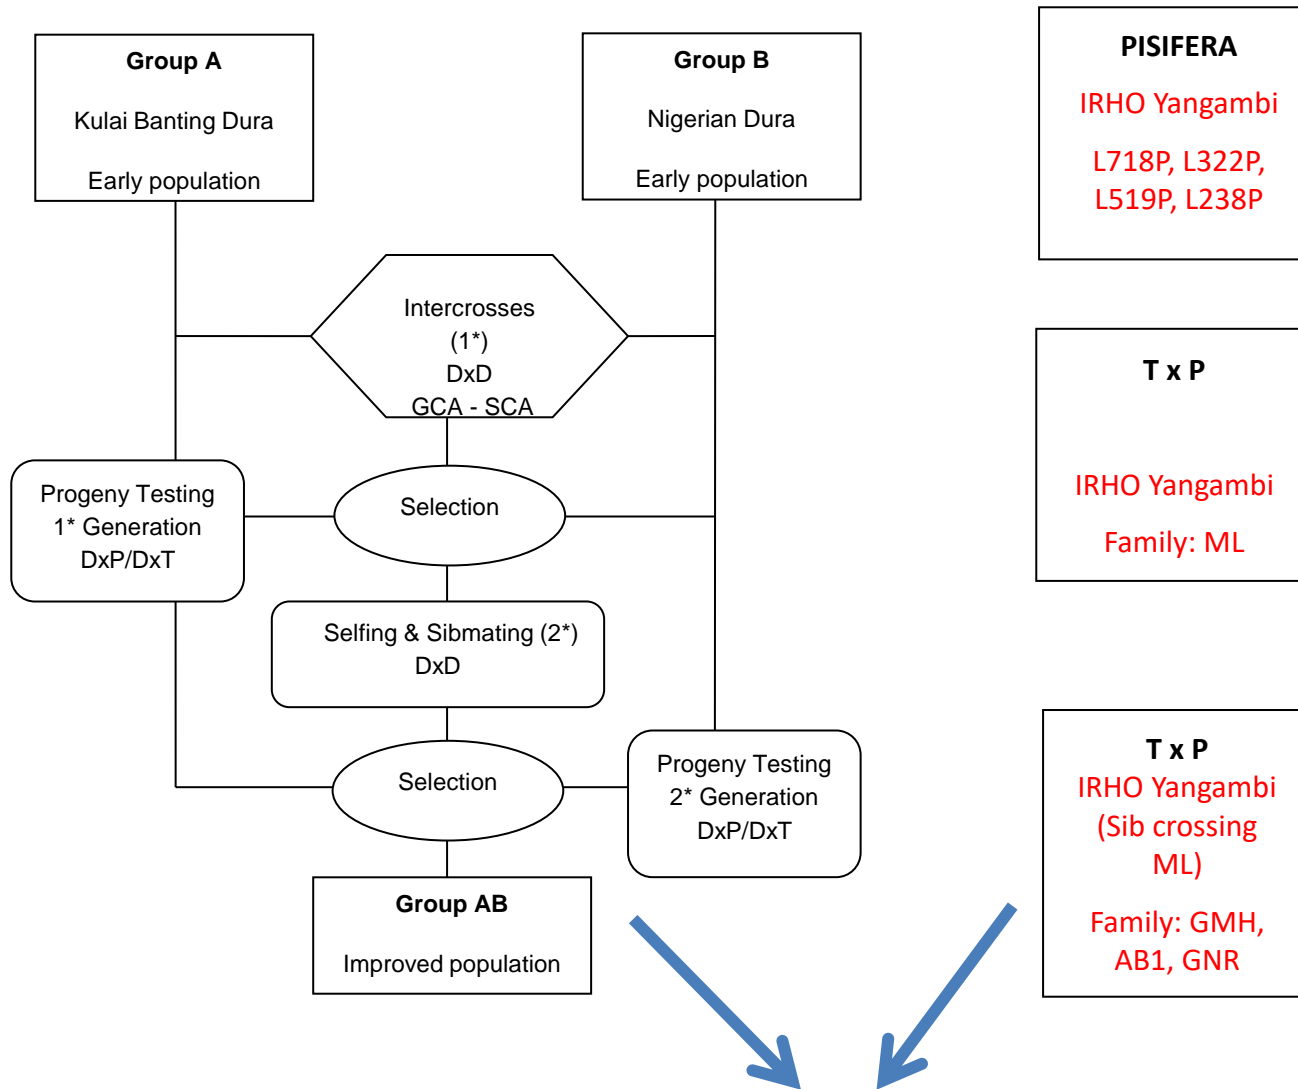 Group A
Kulai Banting Dura
Early population
Group B
Nigerian Dura
Early population
PISIFERA
IRHO Yangambi
L718P, L322P,
L519P, L238P
Intercrosses
(1*)
DxD
GCA - SCA
T x P
IRHO Yangambi
Family: ML
Progeny Testing
1* Generation
DxP/DxT
Selection
Selfing & Sibmating (2*)
DxD
Selection
Progeny Testing
2* Generation
DxP/DxT
T x P
IRHO Yangambi
(Sib crossing
ML)
Family: GMH,
AB1, GNR
Group AB
Improved population